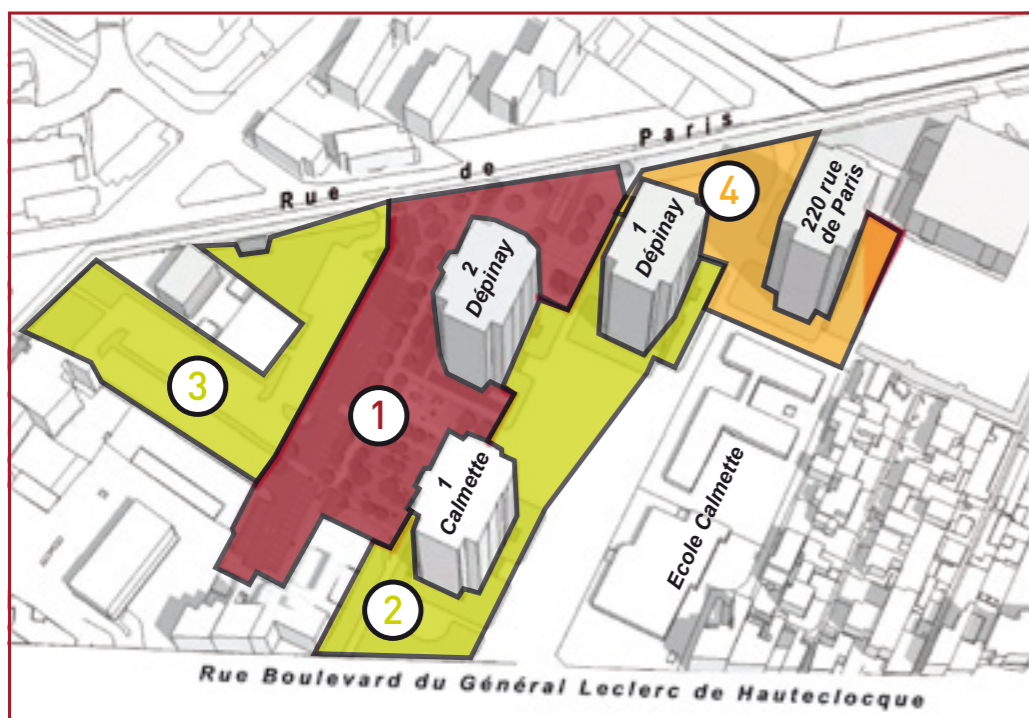 Rue de Paris
4
220 rue
de Paris
1
Dépinay
2
Dépinay
3
1
1
Calmette
Ecole Calmette
2
Rue Boulevard du Général Leclerc de Hauteclocque